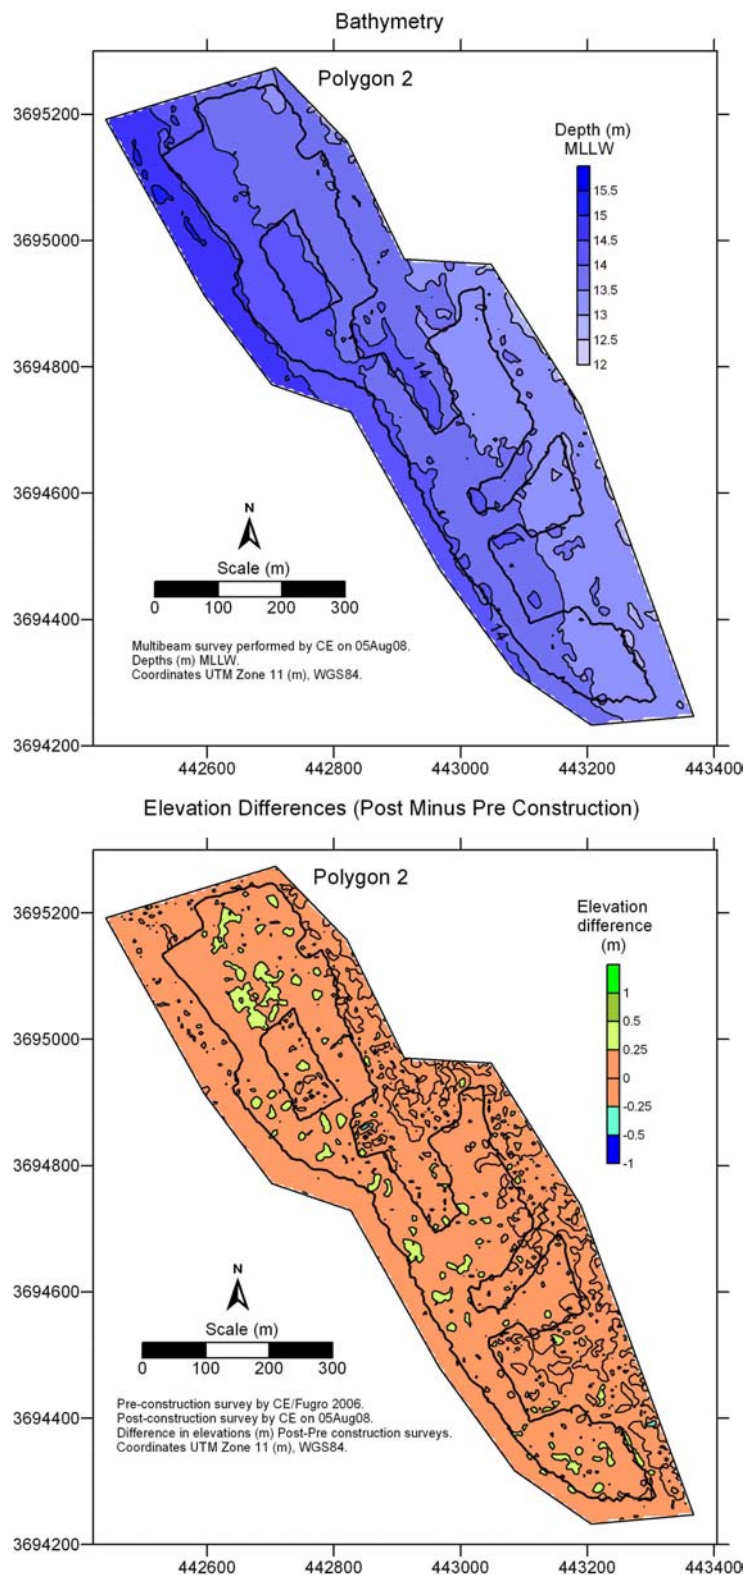 Bathymetry
Polygon 2
3695200
3695000
3694800
3694600
3694400
3694200
Depth (m)
MLLW
15.5
15
14.5
14
13.5
13
12.5
12
14
14
N
Scale (m)
0 100 200 300
Multibeam survey performed by CE on 05Aug08.
Depths (m) MLLW.
Coordinates UTM Zone 11 (m), WGS84.
442600 442800 443000 443200 443400
Elevation Differences (Post Minus Pre Construction)
Polygon 2
3695200
3695000
3694800
3694600
3694400
3694200
Elevation
difference
(m)
1
0.5
0.25
0
-0.25
-0.5
-1
N
Scale (m)
0 100 200 300
Pre-construction survey by CE/Fugro 2006.
Post-construction survey by CE on 05Aug08.
Difference in elevations (m) Post-Pre construction surveys.
Coordinates UTM Zone 11 (m), WGS84.
442600 442800 443000 443200 443400